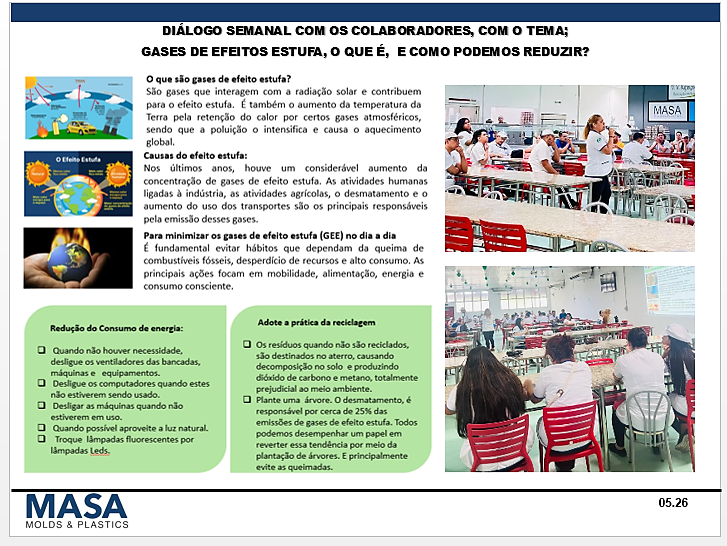 DIÁLOGO SEMANAL COM OS COLABORADORES, COM O TEMA;
GASES DE EFEITOS ESTUFA, O QUE É, E COMO PODEMOS REDUZIR?
O que são gases de efeito estufa?
São gases que interagem com a radiação solar e contribuem
para o efeito estufa. É também o aumento da temperatura da
Terra pela retenção do calor por certos gases atmosféricos,
sendo que a poluição o intensifica e causa o aquecimento
global.
Causas do efeito estufa:
Nos últimos anos, houve um considerável aumento da
concentração de gases de efeito estufa. As atividades humanas
ligadas à indústria, as atividades agrícolas, o desmatamento e o
aumento do uso dos transportes são os principais responsáveis
pela emissão desses gases.
O Efeito Estufa
Para minimizar os gases de efeito estufa (GEE) no dia a dia
É fundamental evitar hábitos que dependam da queima de
combustíveis fósseis, desperdício de recursos e alto consumo. As
principais ações focam em mobilidade, alimentação, energia e
consumo consciente.
MASA
Redução do Consumo de energia:
Quando não houver necessidade,
desligue os ventiladores das bancadas,
máquinas e equipamentos.
Desligue os computadores quando estes
não estiverem sendo usado.
Desligar as máquinas quando não
estiverem em uso.
Quando possível aproveite a luz natural.
Troque lâmpadas fluorescentes por
lâmpadas Leds.
Adote a prática da reciclagem
Os resíduos quando não são reciclados,
são destinados no aterro, causando
decomposição no solo e produzindo
dióxido de carbono e metano, totalmente
prejudicial ao meio ambiente.
Plante uma árvore. O desmatamento, é
responsável por cerca de 25% das
emissões de gases de efeito estufa. Todos
podemos desempenhar um papel em
reverter essa tendência por meio da
plantação de árvores. E principalmente
evite as queimadas.
MASA
MOLDS & PLASTICS
05.26